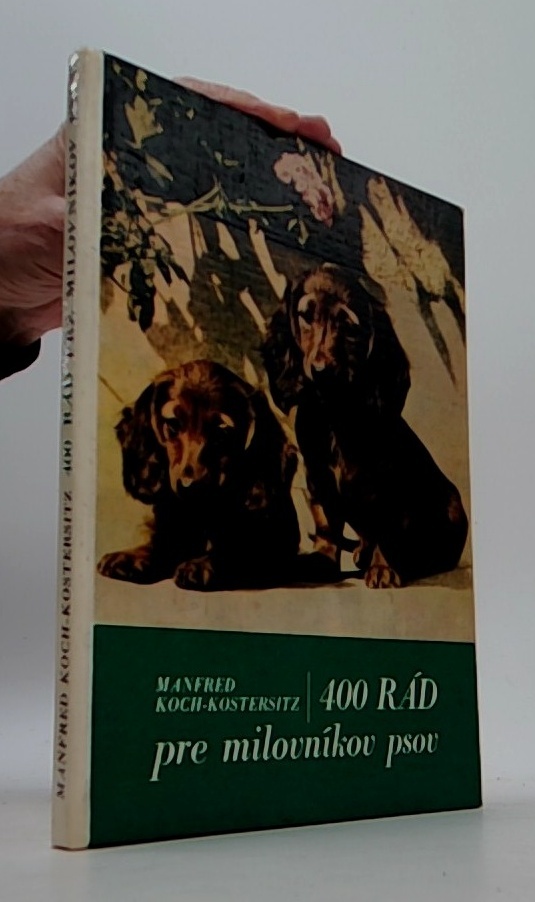 MANFRED KOCH-KOSTERSITZ 400 RÁD PRE MILOVNÍKOV
MANFRED
KOCH-KOSTERSITZ
400 RÁD
pre milovníkov psov